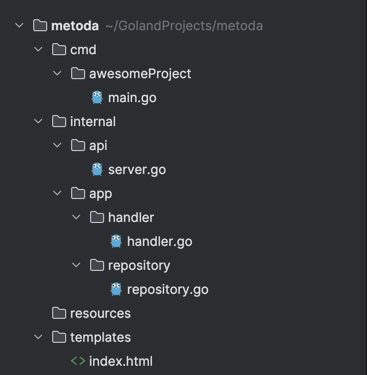 metoda ~/GolandProjects/metoda
cmd
awesomeProject
main.go
internal
api
server.go
app
handler
handler.go
repository
repository.go
resources
templates
index.html